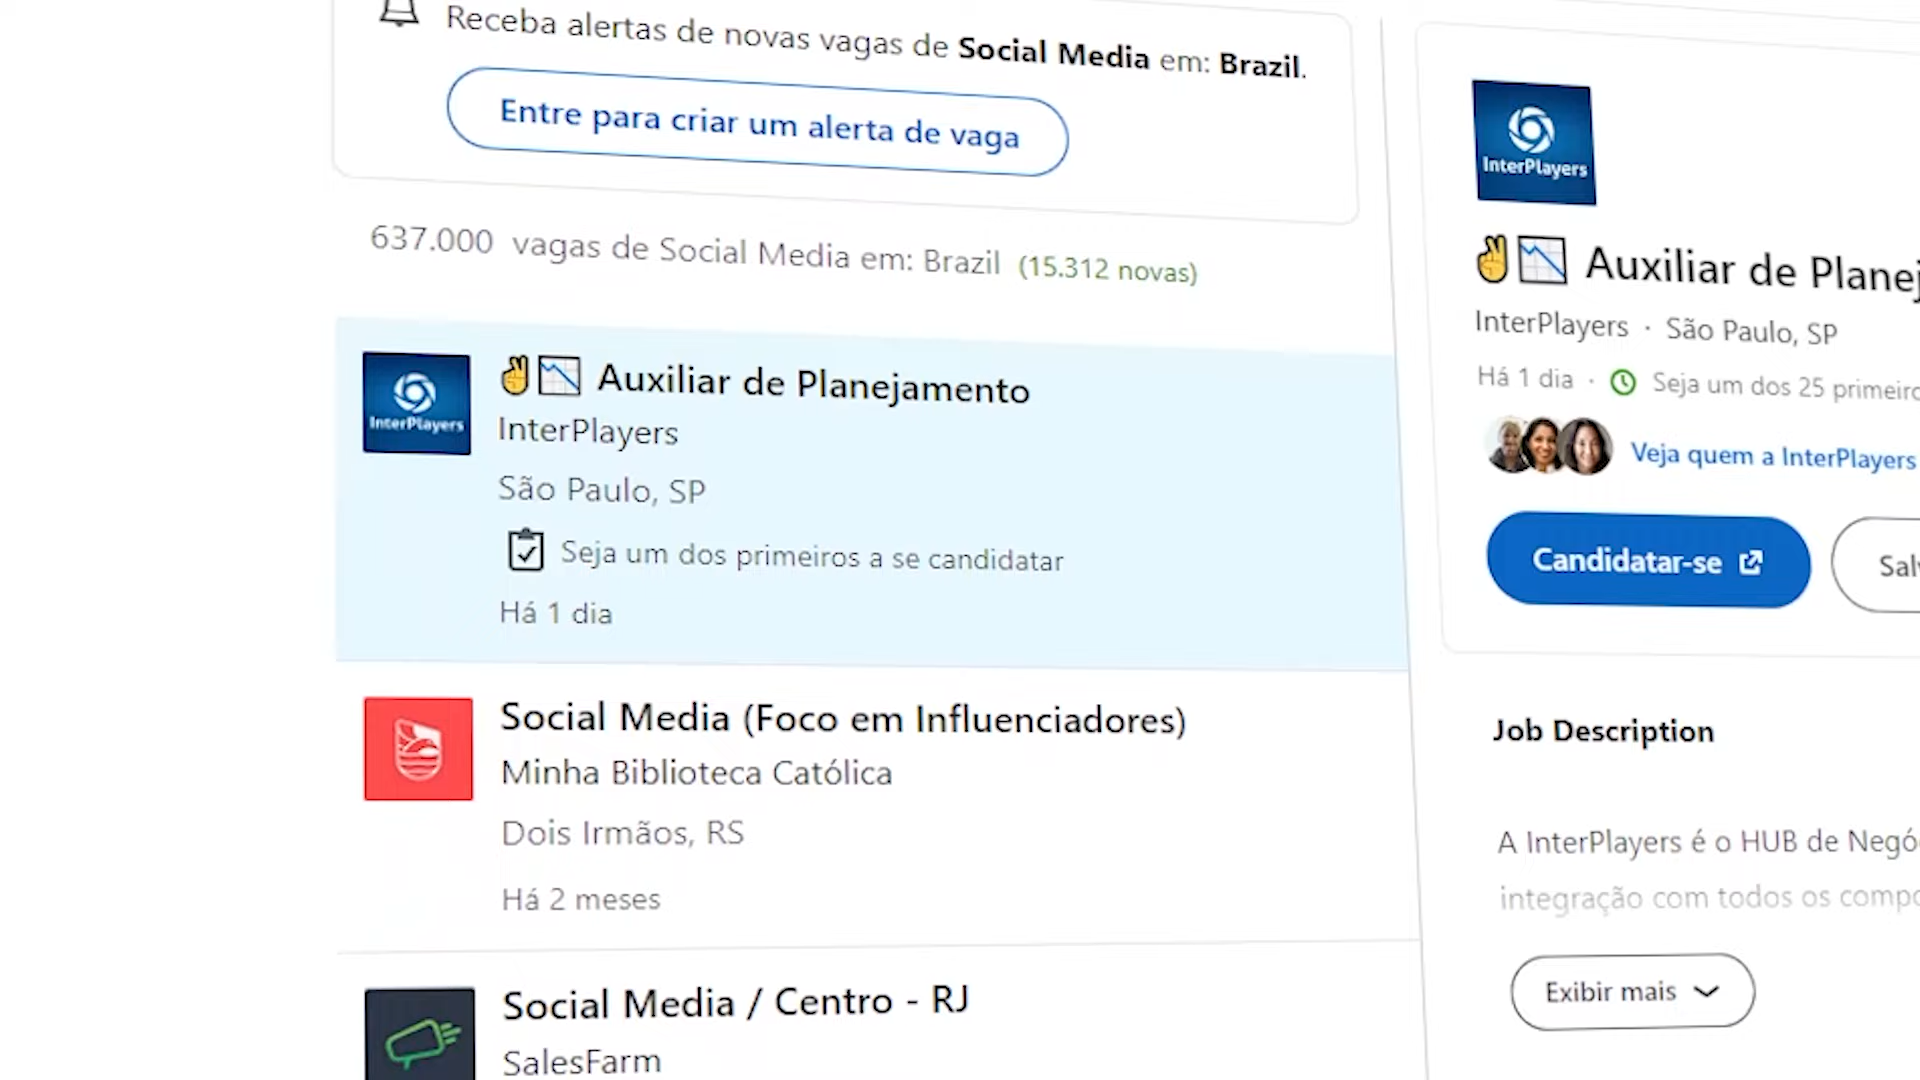 Receba alertas de novas vagas de Social Media em: Brazil.
Entre para criar um alerta de vaga
637.000 vagas de Social Media em: Brazil (15.312 novas)
InterPlayers
✌📉 Auxiliar de Planejamento
InterPlayers
São Paulo, SP
Seja um dos primeiros a se candidatar
Há 1 dia
Social Media (Foco em Influenciadores)
Minha Biblioteca Católica
Dois Irmãos, RS
Há 2 meses
Social Media / Centro - RJ
SalesFarm
InterPlayers
✌📉 Auxiliar de Planej
InterPlayers · São Paulo, SP
Há 1 dia · Seja um dos 25 primeiro
Veja quem a InterPlayers
Candidatar-se
Sal
Job Description
A InterPlayers é o HUB de Negó
integração com todos os comp
Exibir mais